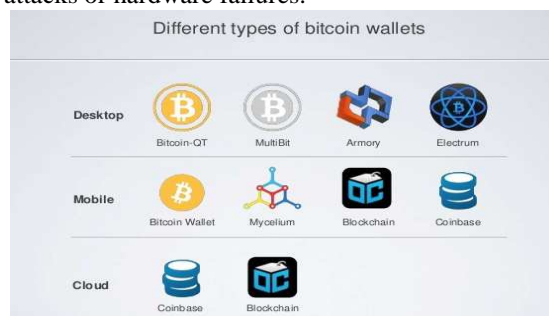 attacks or hardware failures.
Different types of bitcoin wallets
Desktop
Bitcoin-QT MultiBit Armory Electrum
Mobile
Bitcoin Wallet Mycelium Blockchain Coinbase
Cloud
Coinbase Blockchain